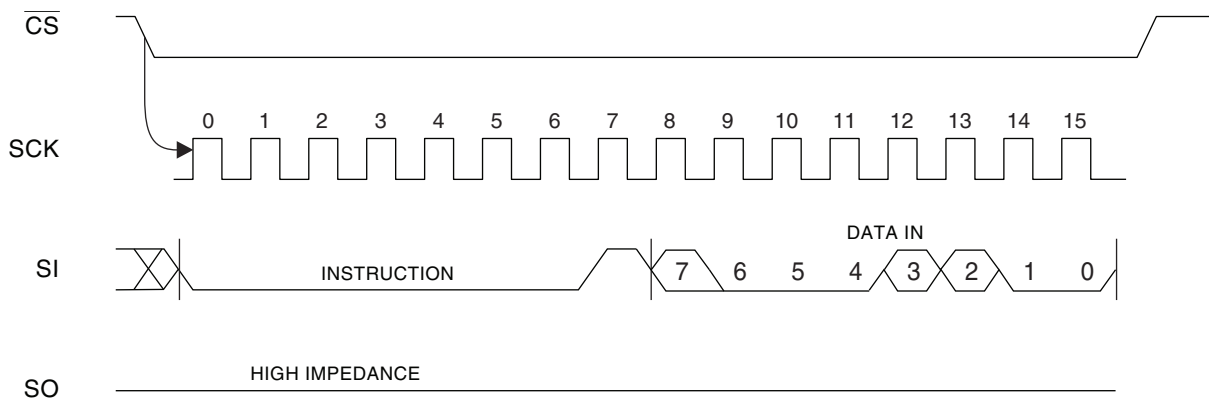 CS
0 1 2 3 4 5 6 7 8 9 10 11 12 13 14 15
SCK
DATA IN
SI
INSTRUCTION
7 6 5 4 3 2 1 0
HIGH IMPEDANCE
SO